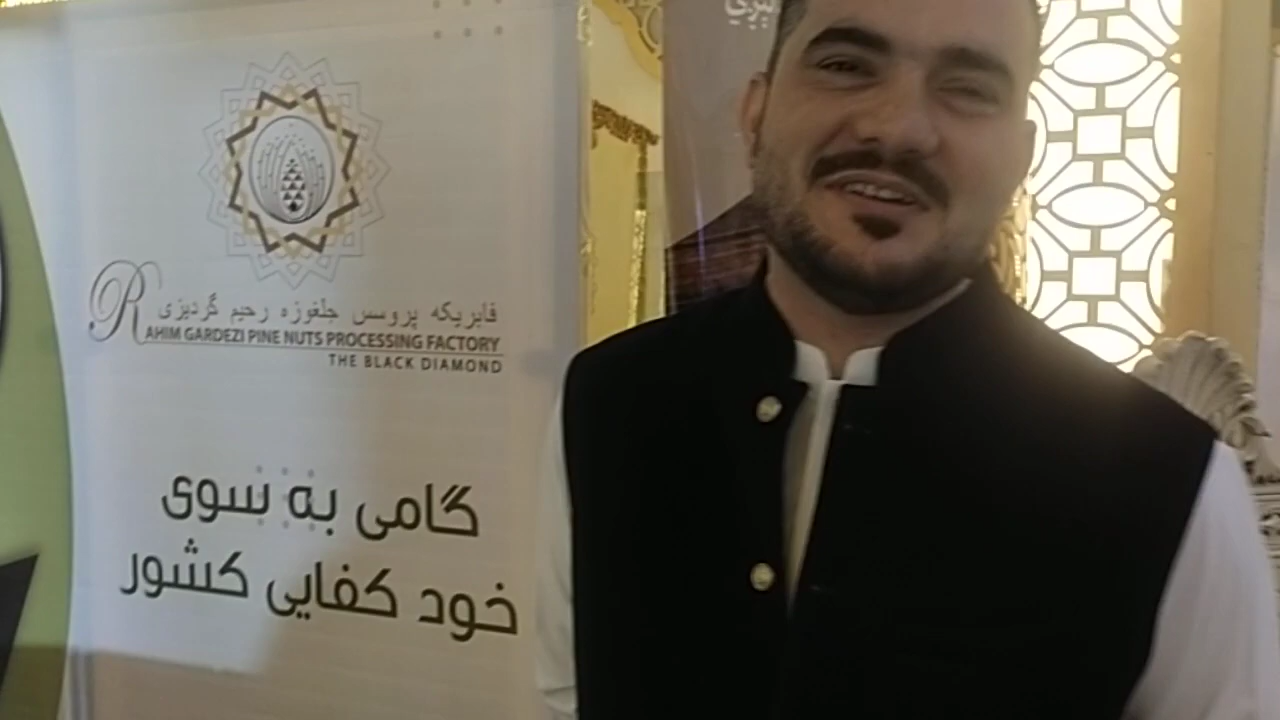 فابریکه پروسس جلغوزه رحیم گردیزی
RAHIM GARDEZI PINE NUTS PROCESSING FACTORY
THE BLACK DIAMOND
گامی به سوی
خود کفایی کشور